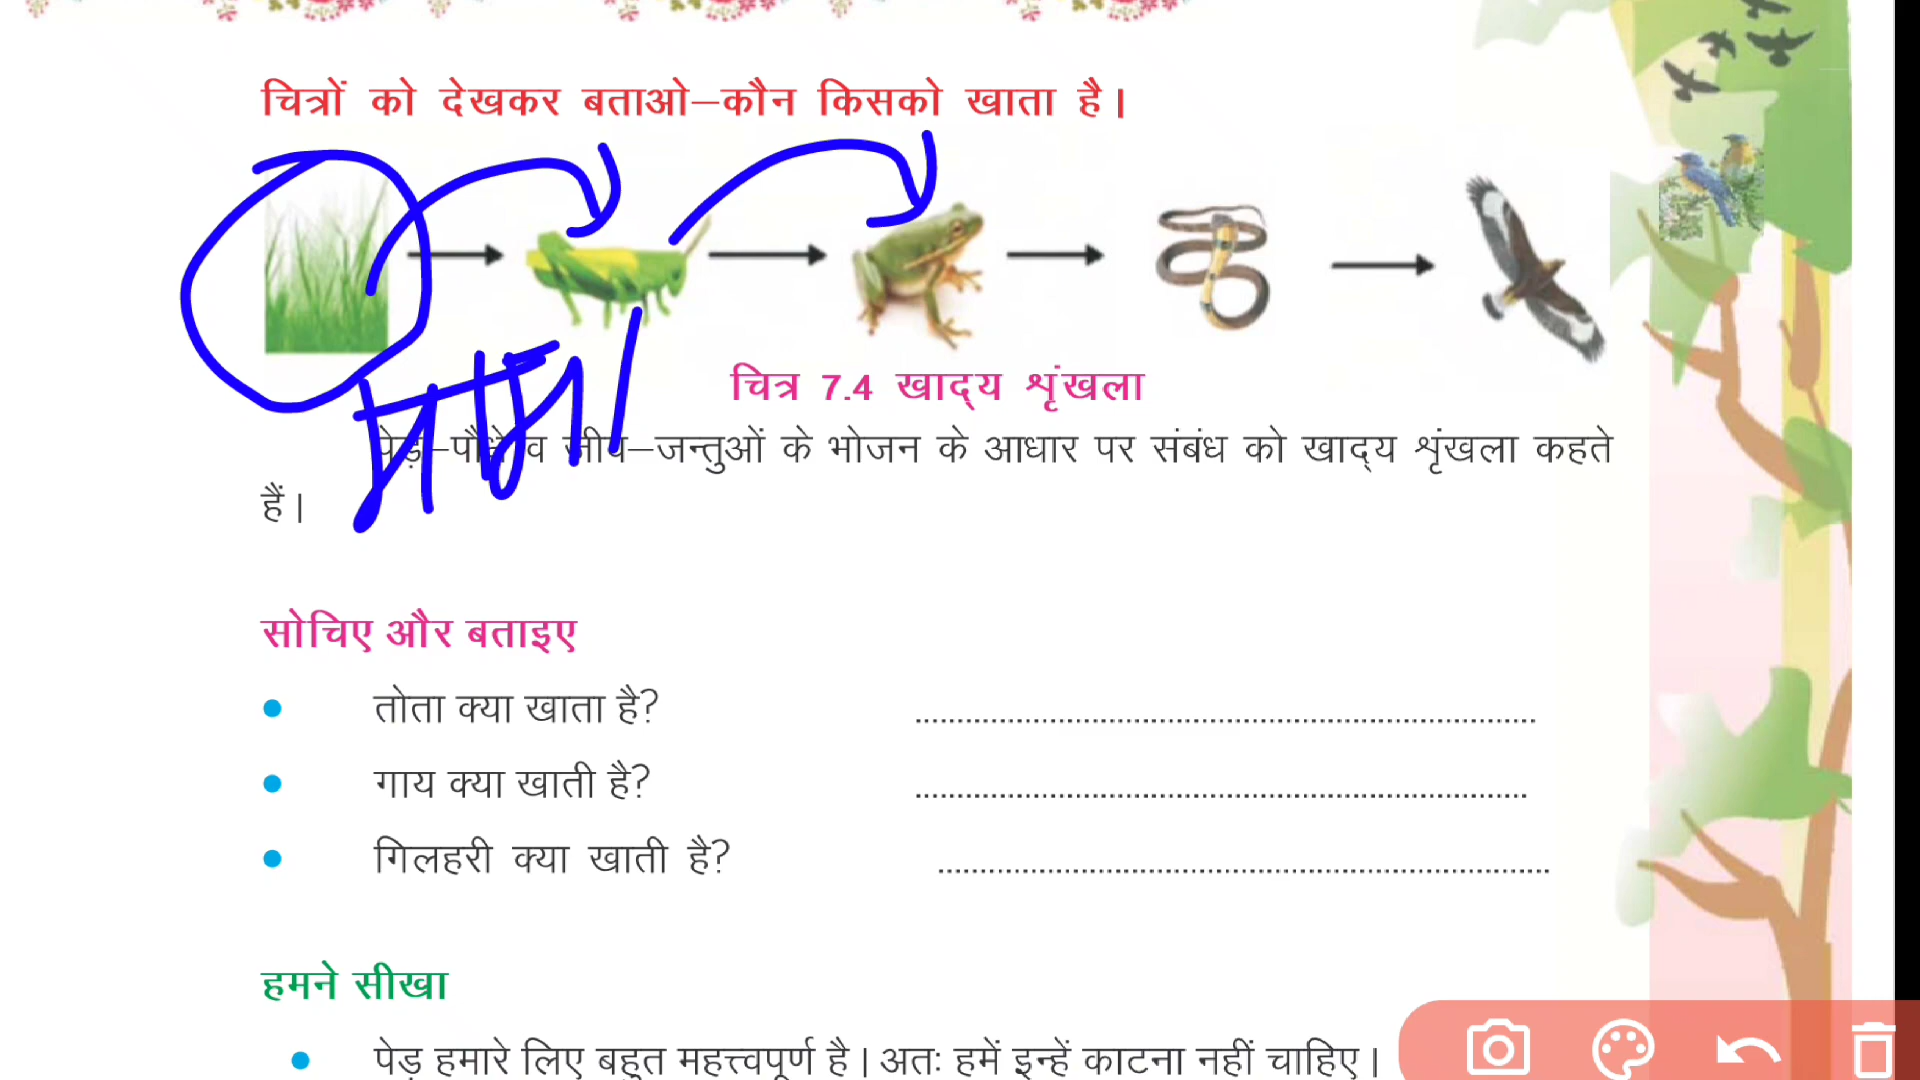 चित्रों को देखकर बताओ–कौन किसको खाता है।
चित्र 7.4 खाद्य शृंखला
पेड़–पौधे व जीव–जन्तुओं के भोजन के आधार पर संबंध को खाद्य शृंखला कहते
हैं।
सोचिए और बताइए
तोता क्या खाता है?
गाय क्या खाती है?
गिलहरी क्या खाती है?
हमने सीखा
पेड़ हमारे लिए बहुत महत्त्वपूर्ण है। अतः हमें इन्हें काटना नहीं चाहिए।